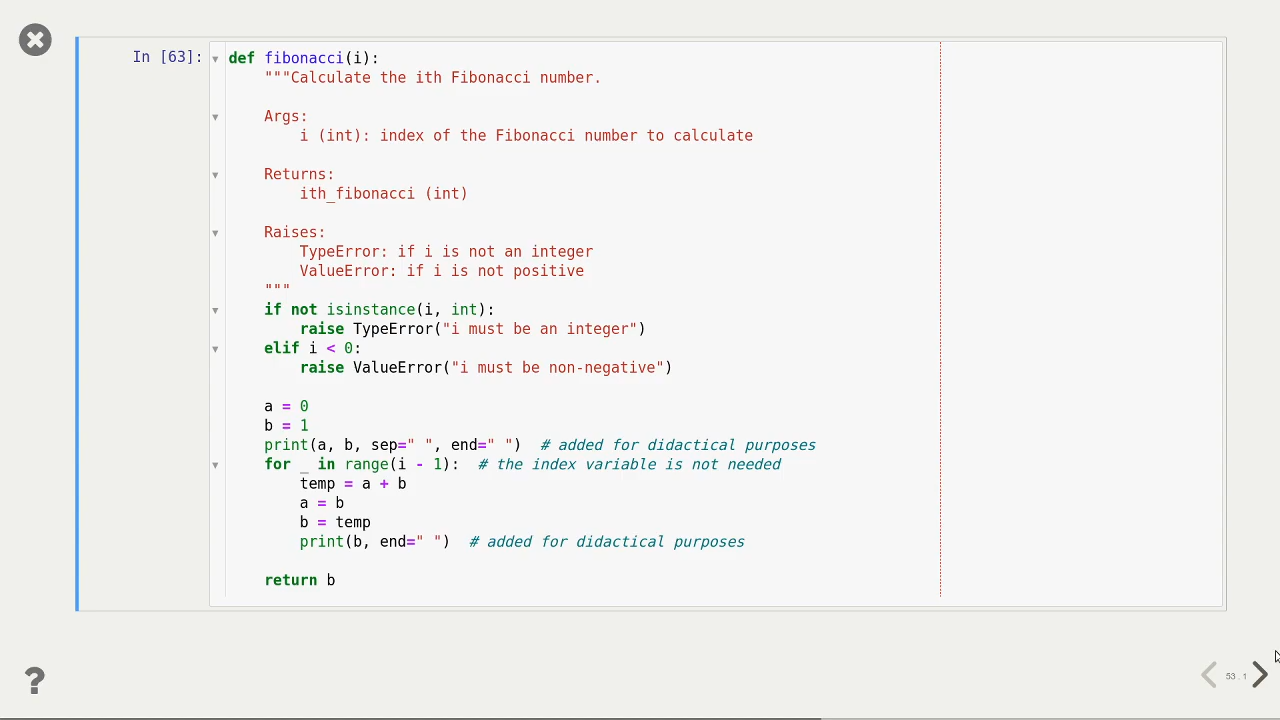 In [63]:
def fibonacci(i):
    """Calculate the ith Fibonacci number.

    Args:
        i (int): index of the Fibonacci number to calculate

    Returns:
        ith_fibonacci (int)

    Raises:
        TypeError: if i is not an integer
        ValueError: if i is not positive
    """
    if not isinstance(i, int):
        raise TypeError("i must be an integer")
    elif i < 0:
        raise ValueError("i must be non-negative")

    a = 0
    b = 1
    print(a, b, sep=" ", end=" ")  # added for didactical purposes
    for _ in range(i - 1):  # the index variable is not needed
        temp = a + b
        a = b
        b = temp
        print(b, end=" ")  # added for didactical purposes

    return b
?
53 . 1